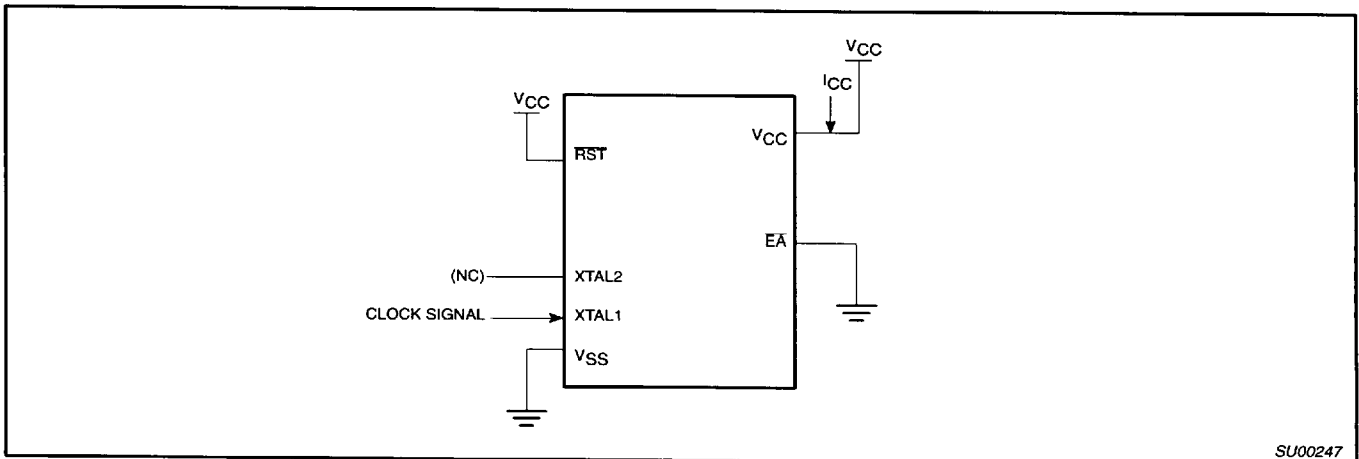 VCC
ICC
VCC
VCC
RST
EA
(NC)
XTAL2
CLOCK SIGNAL
XTAL1
VSS
SU00247